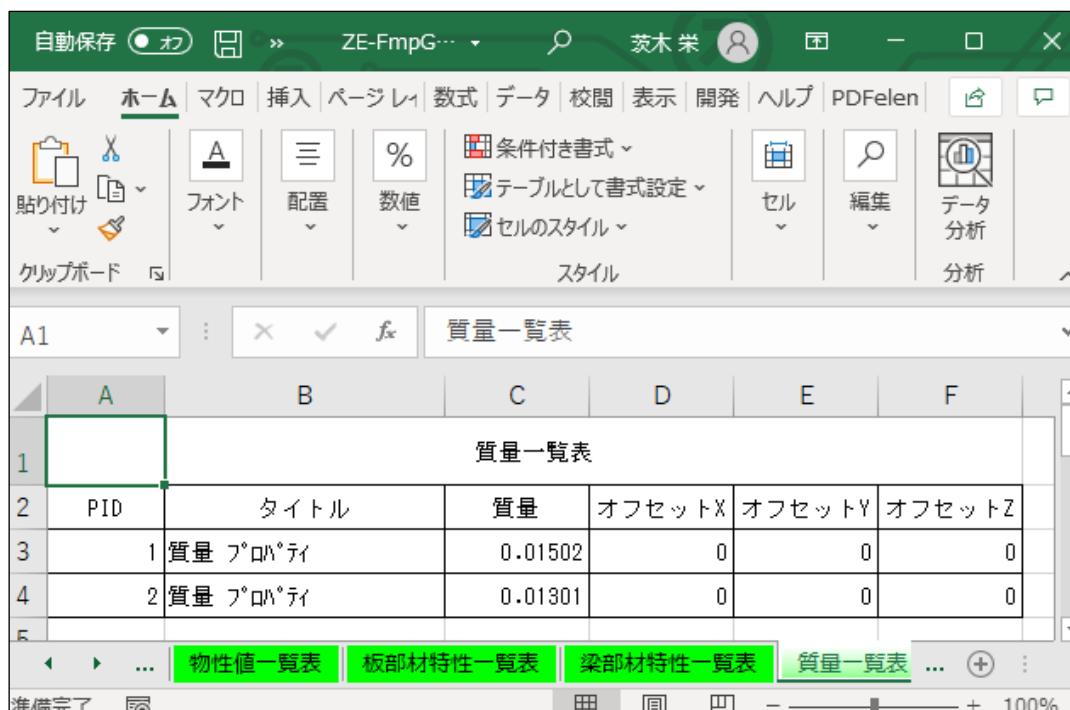 自動保存 オフ » ZE-FmpG… 茨木 栄
ファイル ホーム マクロ 挿入 ページ レイ 数式 データ 校閲 表示 開発 ヘルプ PDFelen
貼り付け フォント 配置 % 数値 条件付き書式 テーブルとして書式設定 セルのスタイル セル 編集 データ分析
クリップボード スタイル 分析
A1 fx 質量一覧表
A B C D E F
1 質量一覧表
2 PID タイトル 質量 オフセットX オフセットY オフセットZ
3 1 質量 ﾌﾟﾛﾊﾟﾃｨ 0.01502 0 0 0
4 2 質量 ﾌﾟﾛﾊﾟﾃｨ 0.01301 0 0 0
5
... 物性値一覧表 板部材特性一覧表 梁部材特性一覧表 質量一覧表 ...
準備完了 100%